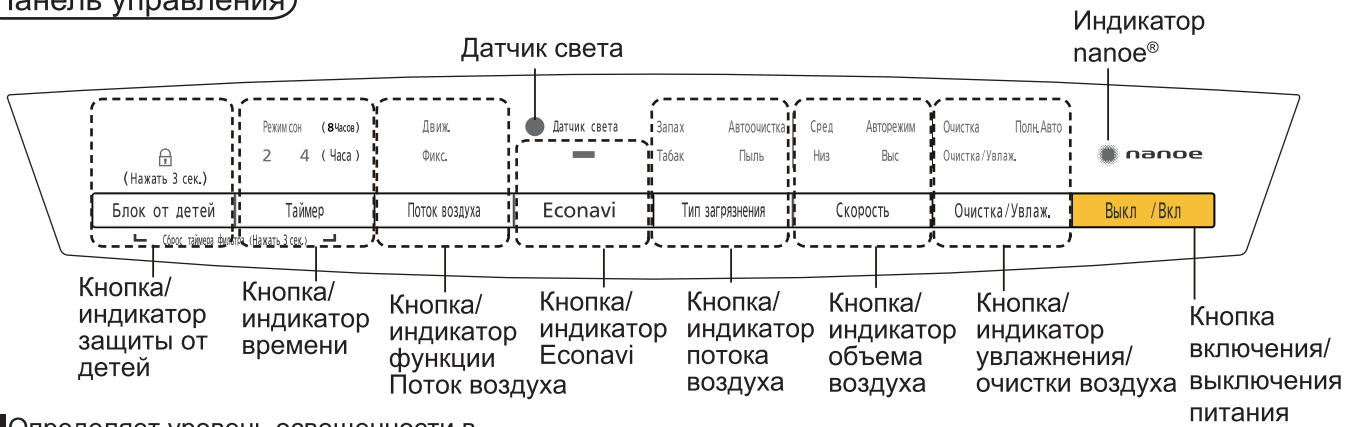 Панель управления
Индикатор
nanoe®
Датчик света
Режим сон (8 Часов)
Движ.
Датчик света
Запах Автоочистка
Сред Авторежим
Очистка Полн.Авто
2 4 (Часа)
Фикс.
Табак Пыль
Низ Выс
Очистка/Увлаж.
nanoe
(Нажать 3 сек.)
Блок от детей
Таймер
Поток воздуха
Econavi
Тип загрязнения
Скорость
Очистка/Увлаж.
Выкл /Вкл
Сброс таймера фильтра (Нажать 3 сек.)
Кнопка/
индикатор
защиты от
детей
Кнопка/
индикатор
времени
Кнопка/
индикатор
функции
Поток воздуха
Кнопка/
индикатор
Econavi
Кнопка/
индикатор
потока
воздуха
Кнопка/
индикатор
объема
воздуха
Кнопка/
индикатор
увлажнения/
очистки воздуха
Кнопка
включения/
выключения
питания
Определяет уровень освещенности в